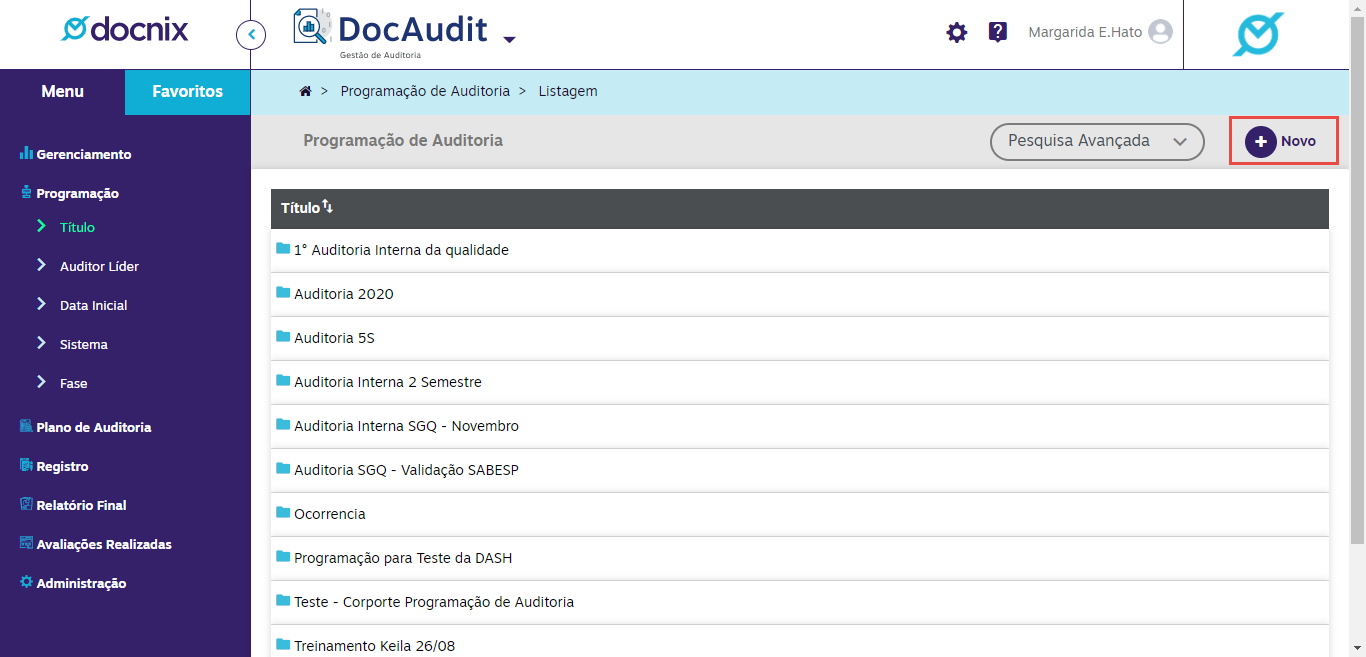 docnix
DocAudit
Gestão de Auditoria
Margarida E.Hato
Menu
Favoritos
> Programação de Auditoria > Listagem
Programação de Auditoria
Pesquisa Avançada
Novo
Gerenciamento
Programação
Título
Auditor Líder
Data Inicial
Sistema
Fase
Plano de Auditoria
Registro
Relatório Final
Avaliações Realizadas
Administração
Título
1° Auditoria Interna da qualidade
Auditoria 2020
Auditoria 5S
Auditoria Interna 2 Semestre
Auditoria Interna SGQ - Novembro
Auditoria SGQ - Validação SABESP
Ocorrencia
Programação para Teste da DASH
Teste - Corporte Programação de Auditoria
Treinamento Keila 26/08